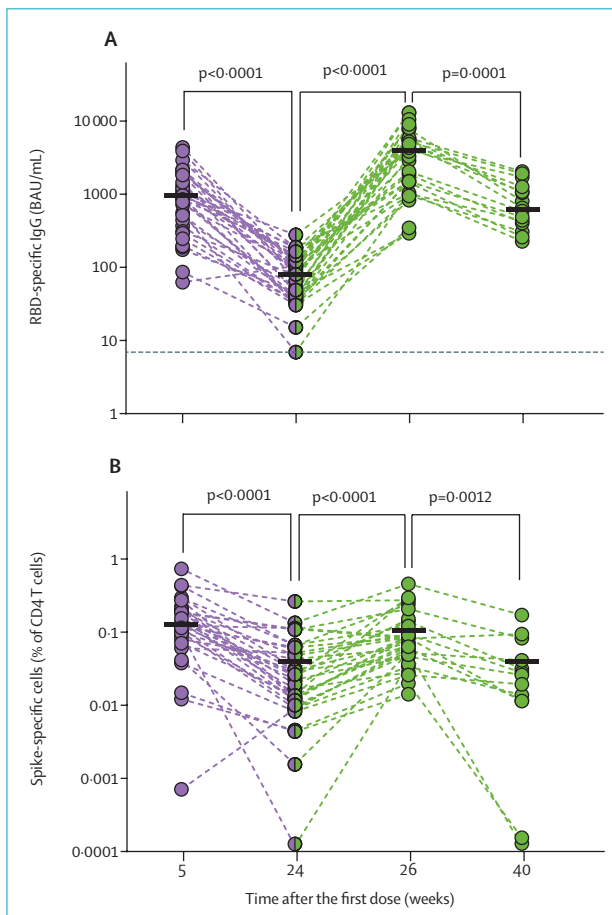 A
p<0·0001
p<0·0001
p=0·0001
10 000
1000
100
10
1
RBD-specific IgG (BAU/mL)
B
p<0·0001
p<0·0001
p=0·0012
1
0·1
0·01
0·001
0·0001
Spike-specific cells (% of CD4 T cells)
5
24
26
40
Time after the first dose (weeks)